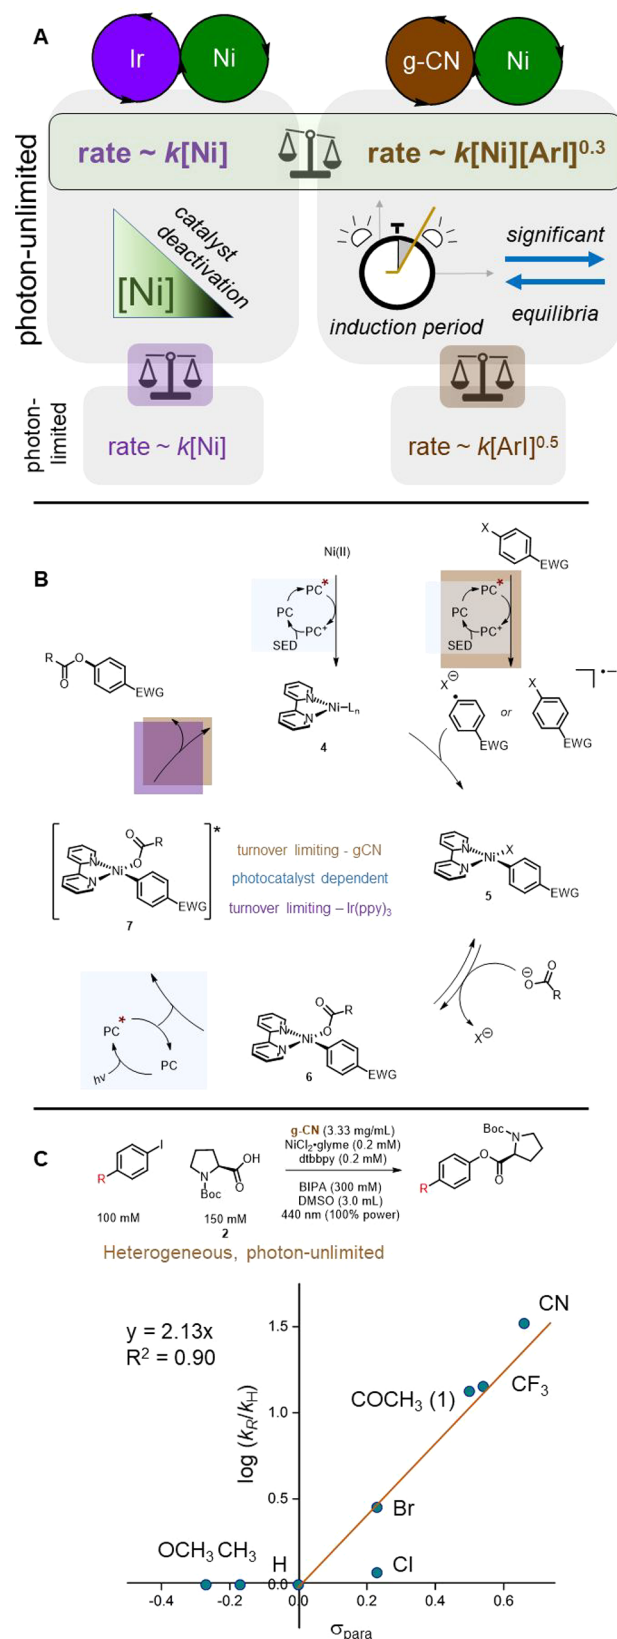 A
Ir
Ni
g-CN
Ni
photon-unlimited
rate ~ k[Ni]
rate ~ k[Ni][ArI]^0.3
catalyst
deactivation
[Ni]
induction period
significant
equilibria
photon-
limited
rate ~ k[Ni]
rate ~ k[ArI]^0.5
B
Ni(II)
PC*
PC
PC+
SED
X
EWG
PC*
PC
PC+
SED
R
O
O
EWG
N
N
Ni-Ln
4
X⊖
•
EWG
or
X
EWG
•−
*
O
R
N
N
Ni
O
EWG
7
turnover limiting - gCN
photocatalyst dependent
turnover limiting – Ir(ppy)3
N
N
Ni
X
EWG
5
⊖
O
O
R
X⊖
PC*
PC
hν
O
R
N
N
Ni
O
EWG
6
C
I
R
100 mM
O
OH
N
Boc
150 mM
2
g-CN (3.33 mg/mL)
NiCl2•glyme (0.2 mM)
dtbbpy (0.2 mM)
BIPA (300 mM)
DMSO (3.0 mL)
440 nm (100% power)
Boc
N
O
O
R
Heterogeneous, photon-unlimited
y = 2.13x
R2 = 0.90
log (kR/kH)
1.5
1.0
0.5
0.0
CN
CF3
COCH3 (1)
Br
Cl
H
OCH3 CH3
-0.4
-0.2
0.0
0.2
0.4
0.6
σpara